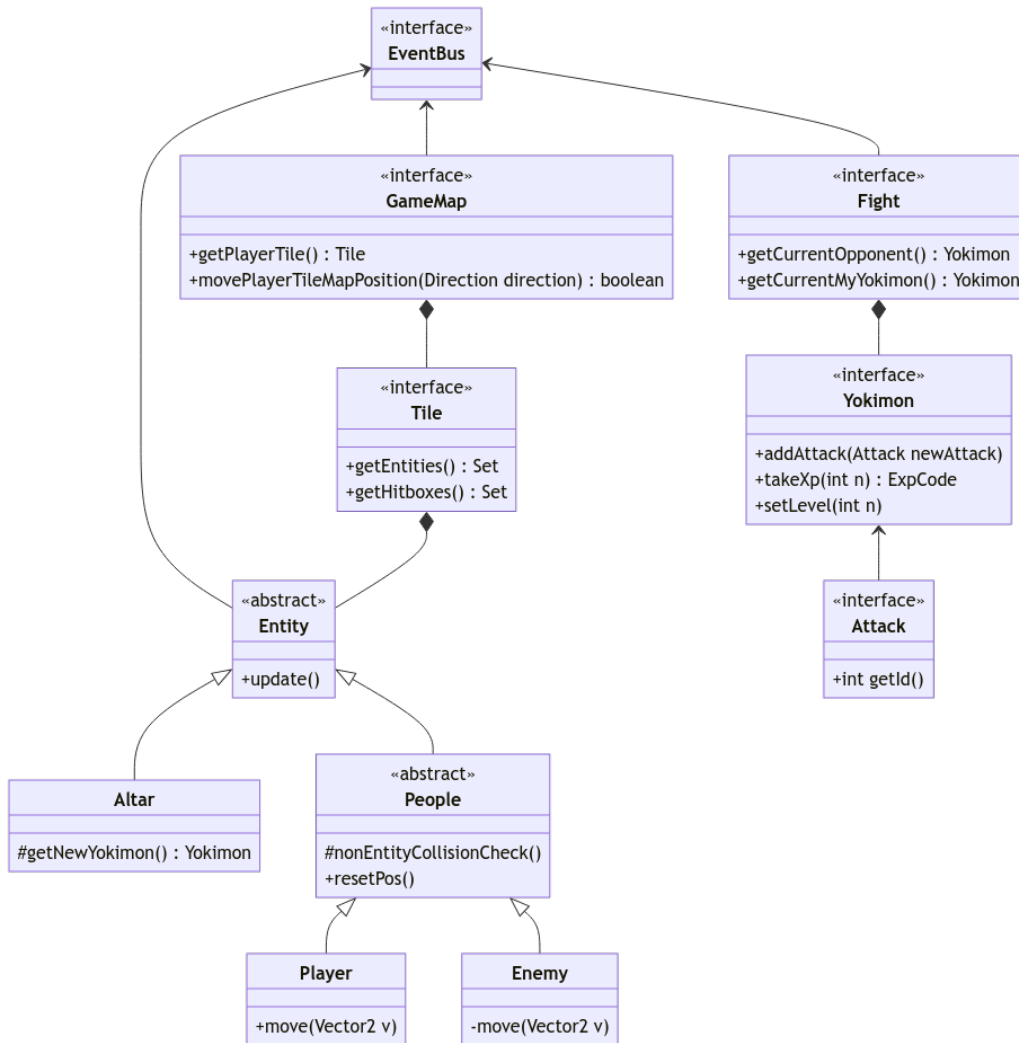 «interface»
EventBus
«interface»
GameMap
+getPlayerTile() : Tile
+movePlayerTileMapPosition(Direction direction) : boolean
«interface»
Fight
+getCurrentOpponent() : Yokimon
+getCurrentMyYokimon() : Yokimon
«interface»
Tile
+getEntities() : Set
+getHitboxes() : Set
«interface»
Yokimon
+addAttack(Attack newAttack)
+takeXp(int n) : ExpCode
+setLevel(int n)
«abstract»
Entity
+update()
«interface»
Attack
+int getId()
Altar
#getNewYokimon() : Yokimon
«abstract»
People
#nonEntityCollisionCheck()
+resetPos()
Player
+move(Vector2 v)
Enemy
-move(Vector2 v)